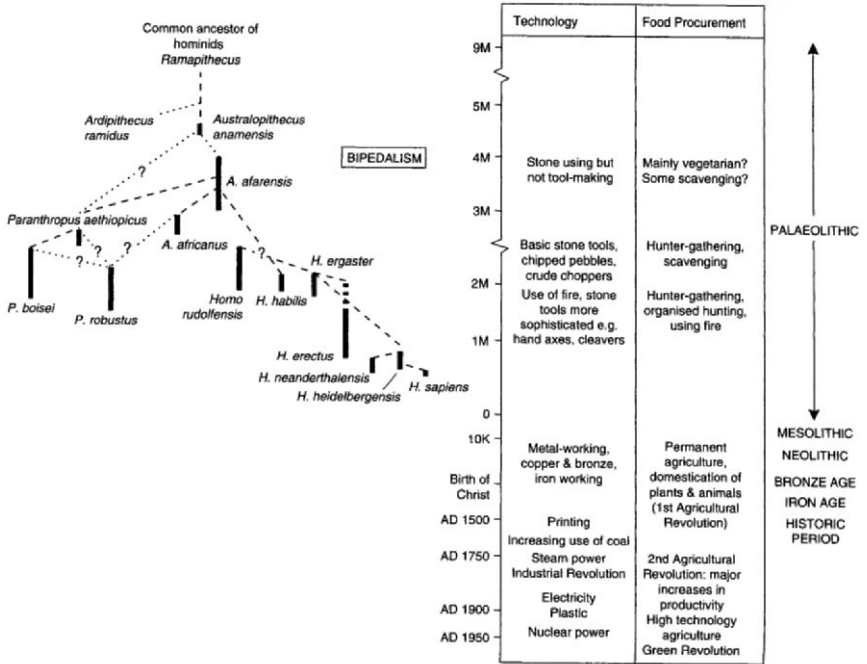 Common ancestor of
hominids
Ramapithecus
Ardipithecus
ramidus
Australopithecus
anamensis
?
BIPEDALISM
A. afarensis
Paranthropus aethiopicus
?
?
?
A. africanus
?
H. ergaster
P. boisei
P. robustus
Homo
rudolfensis
H. habilis
H. erectus
H. neanderthalensis
H. heidelbergensis
H. sapiens
Technology
Food Procurement
9M
5M
4M
3M
2M
1M
0
10K
Birth of
Christ
AD 1500
AD 1750
AD 1900
AD 1950
Stone using but
not tool-making
Mainly vegetarian?
Some scavenging?
Basic stone tools,
chipped pebbles,
crude choppers
Hunter-gathering,
scavenging
Use of fire, stone
tools more
sophisticated e.g.
hand axes, cleavers
Hunter-gathering,
organised hunting,
using fire
Metal-working,
copper & bronze,
iron working
Permanent
agriculture,
domestication of
plants & animals
(1st Agricultural
Revolution)
Printing
Increasing use of coal
Steam power
Industrial Revolution
2nd Agricultural
Revolution: major
increases in
productivity
Electricity
Plastic
Nuclear power
High technology
agriculture
Green Revolution
PALAEOLITHIC
MESOLITHIC
NEOLITHIC
BRONZE AGE
IRON AGE
HISTORIC
PERIOD